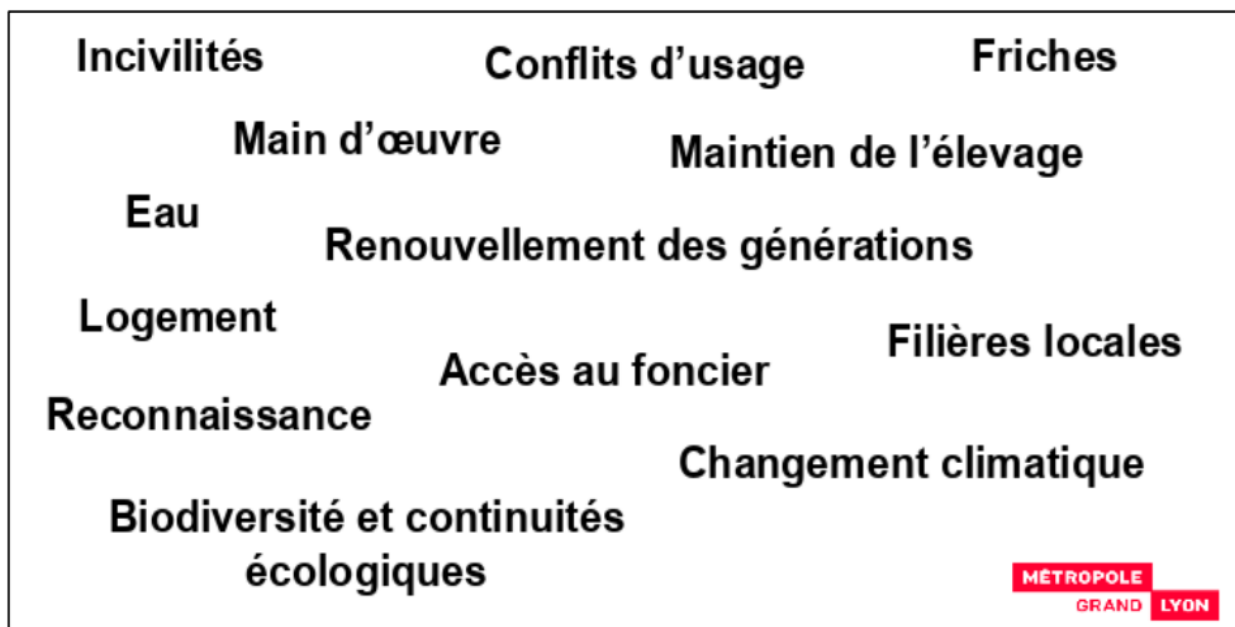 Incivilités
Conflits d’usage
Friches
Main d’œuvre
Maintien de l’élevage
Eau
Renouvellement des générations
Logement
Filières locales
Accès au foncier
Reconnaissance
Changement climatique
Biodiversité et continuités
écologiques
MÉTROPOLE
GRAND LYON